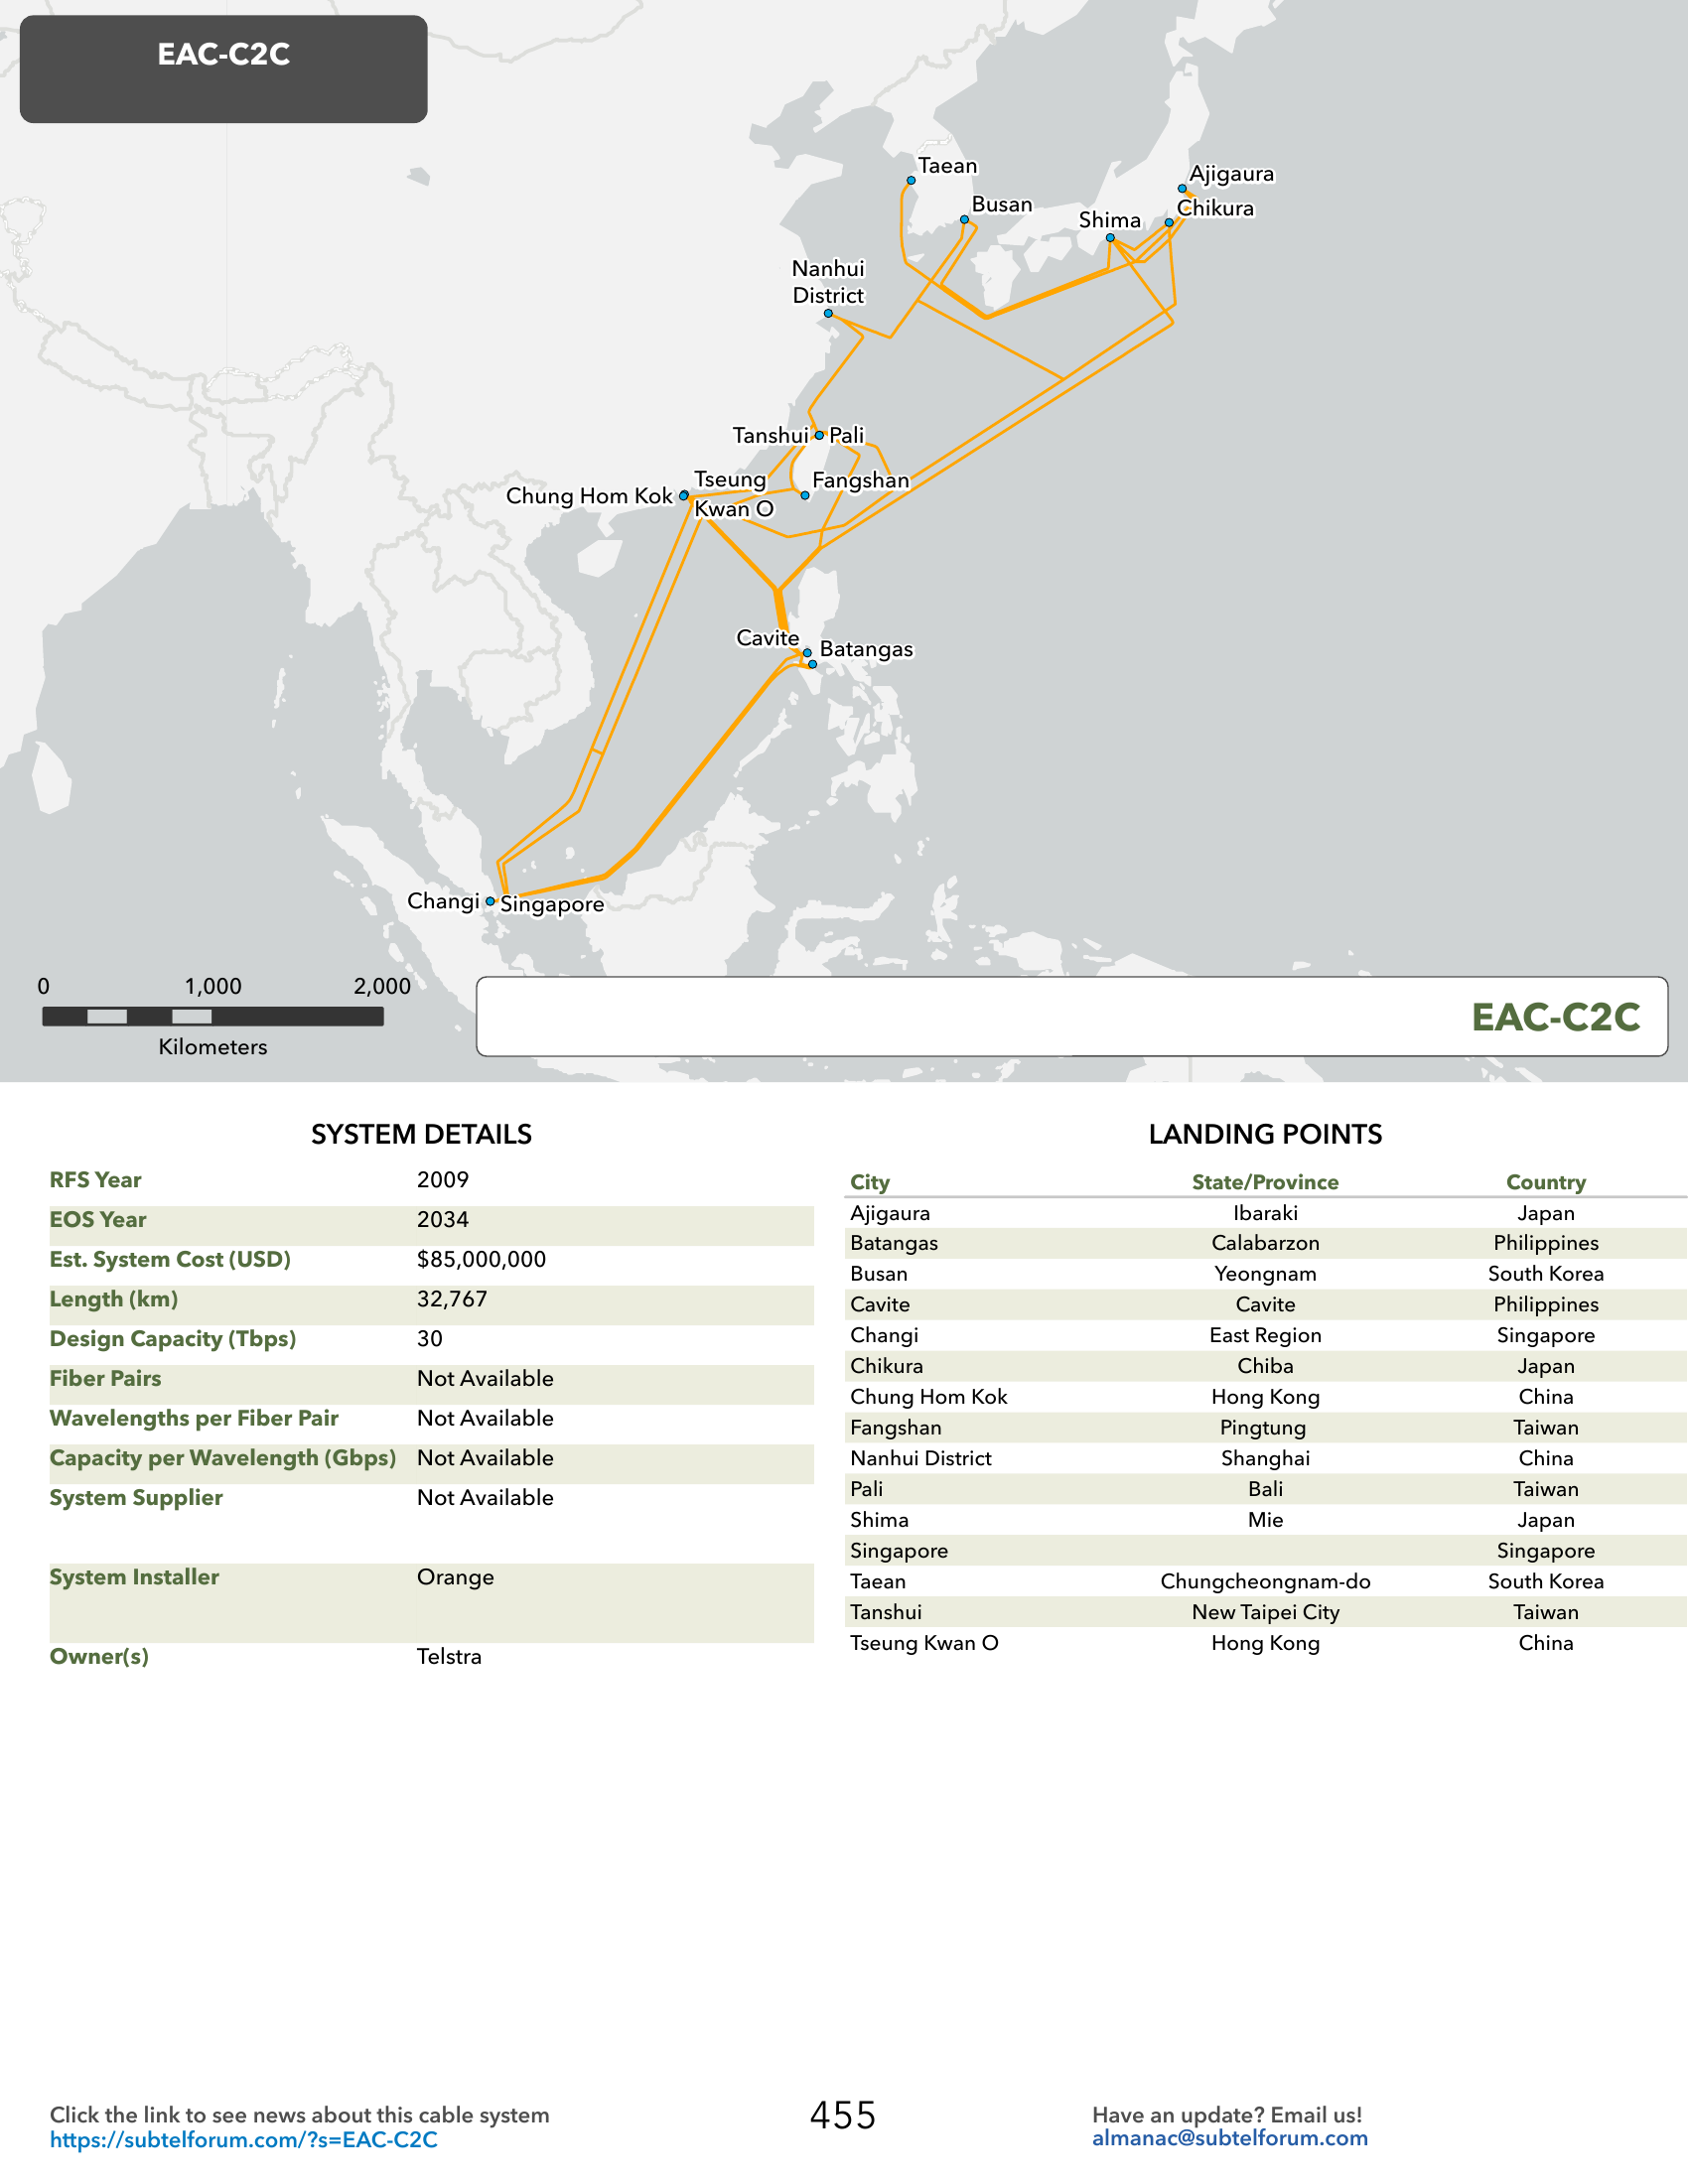 EAC-C2C
Taean
Ajigaura
Busan
Chikura
Shima
Nanhui
District
Tanshui
Pali
Tseung
Fangshan
Chung Hom Kok
Kwan O
Cavite
Batangas
Changi
Singapore
0 1,000 2,000
Kilometers
EAC-C2C
SYSTEM DETAILS
RFS Year 2009
EOS Year 2034
Est. System Cost (USD) $85,000,000
Length (km) 32,767
Design Capacity (Tbps) 30
Fiber Pairs Not Available
Wavelengths per Fiber Pair Not Available
Capacity per Wavelength (Gbps) Not Available
System Supplier Not Available
System Installer Orange
Owner(s) Telstra
LANDING POINTS
City State/Province Country
Ajigaura Ibaraki Japan
Batangas Calabarzon Philippines
Busan Yeongnam South Korea
Cavite Cavite Philippines
Changi East Region Singapore
Chikura Chiba Japan
Chung Hom Kok Hong Kong China
Fangshan Pingtung Taiwan
Nanhui District Shanghai China
Pali Bali Taiwan
Shima Mie Japan
Singapore Singapore
Taean Chungcheongnam-do South Korea
Tanshui New Taipei City Taiwan
Tseung Kwan O Hong Kong China
Click the link to see news about this cable system
https://subtelforum.com/?s=EAC-C2C
455
Have an update? Email us!
almanac@subtelforum.com